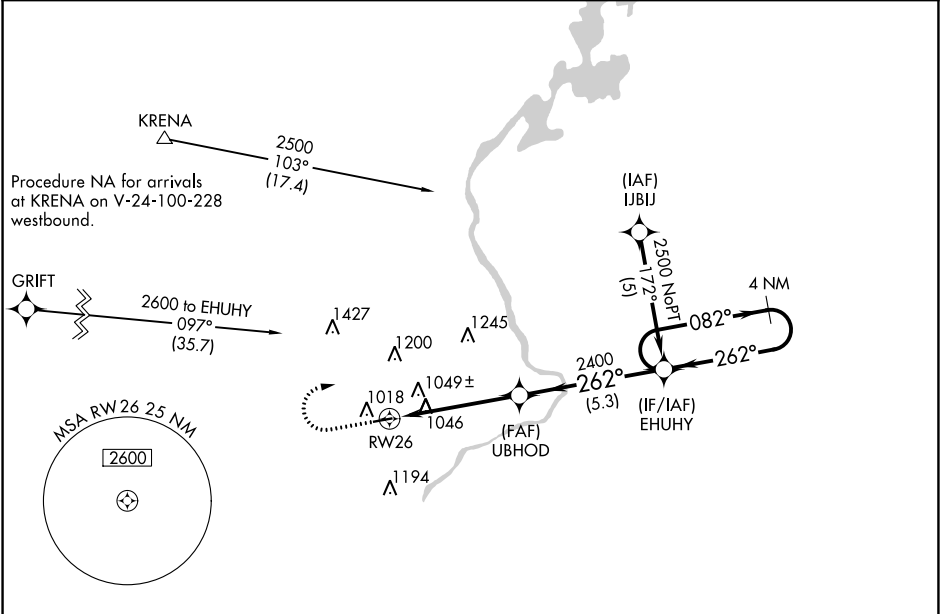 KRENA
2500
103°
(17.4)
Procedure NA for arrivals
at KRENA on V-24-100-228
westbound.
(IAF)
IJBIJ
2500 NoPT
172°
(5)
4 NM
082°
262°
GRIFT
2600 to EHUHY
097°
(35.7)
1427
1200
1245
2400
262°
(5.3)
(IF/IAF)
EHUHY
1049±
1018
1046
RW26
(FAF)
UBHOD
1194
MSA RW26 25 NM
2600